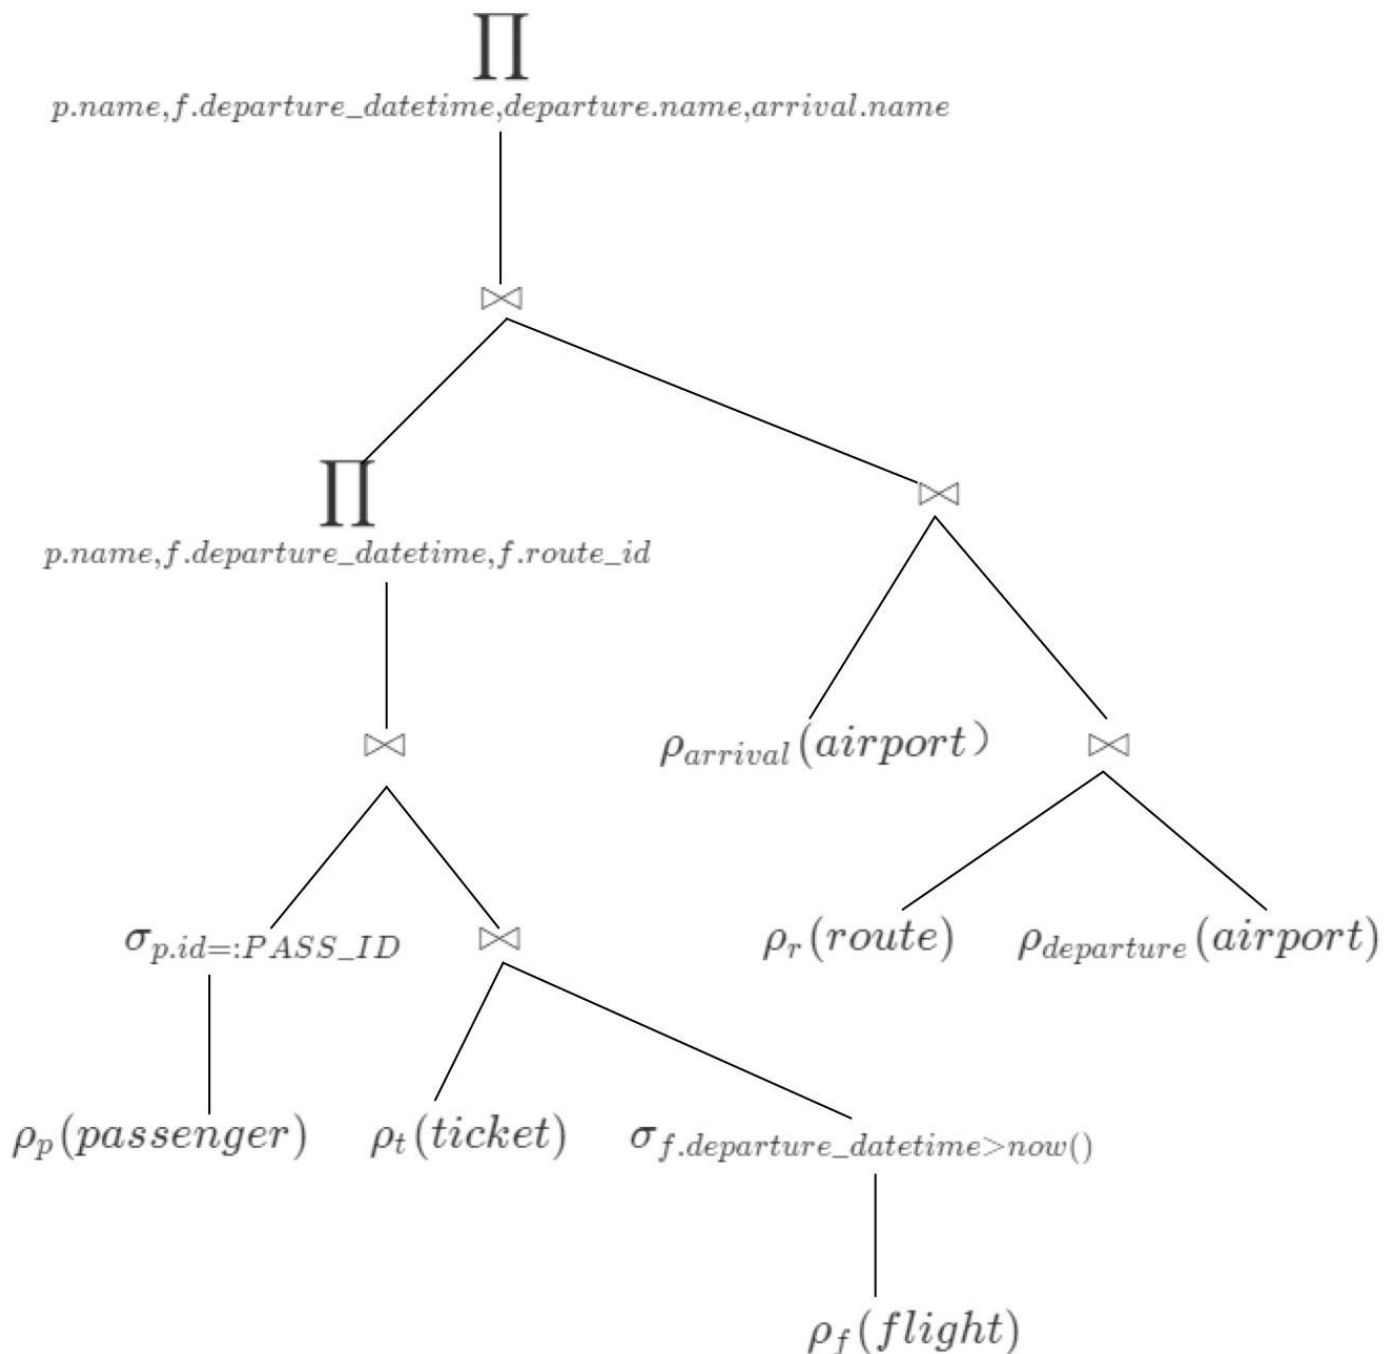 ∏
p.name,f.departure_datetime,departure.name,arrival.name
⋈
∏
⋈
p.name,f.departure_datetime,f.route_id
⋈
ρarrival(airport）
⋈
σp.id=:PASS_ID
⋈
ρr(route)
ρdeparture(airport)
ρp(passenger)
ρt(ticket)
σf.departure_datetime>now()
ρf(flight)